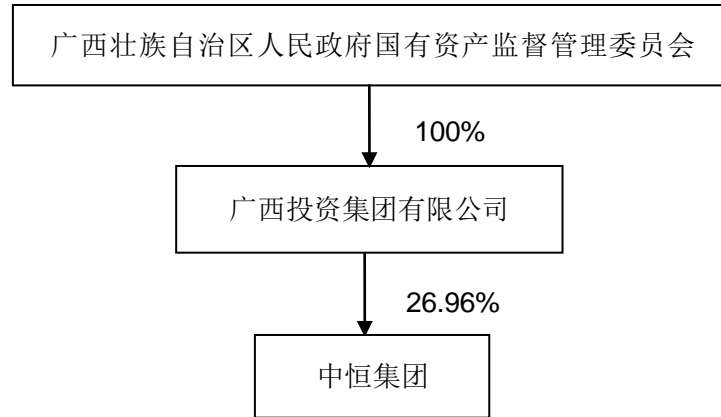 广西壮族自治区人民政府国有资产监督管理委员会
100%
广西投资集团有限公司
26.96%
中恒集团